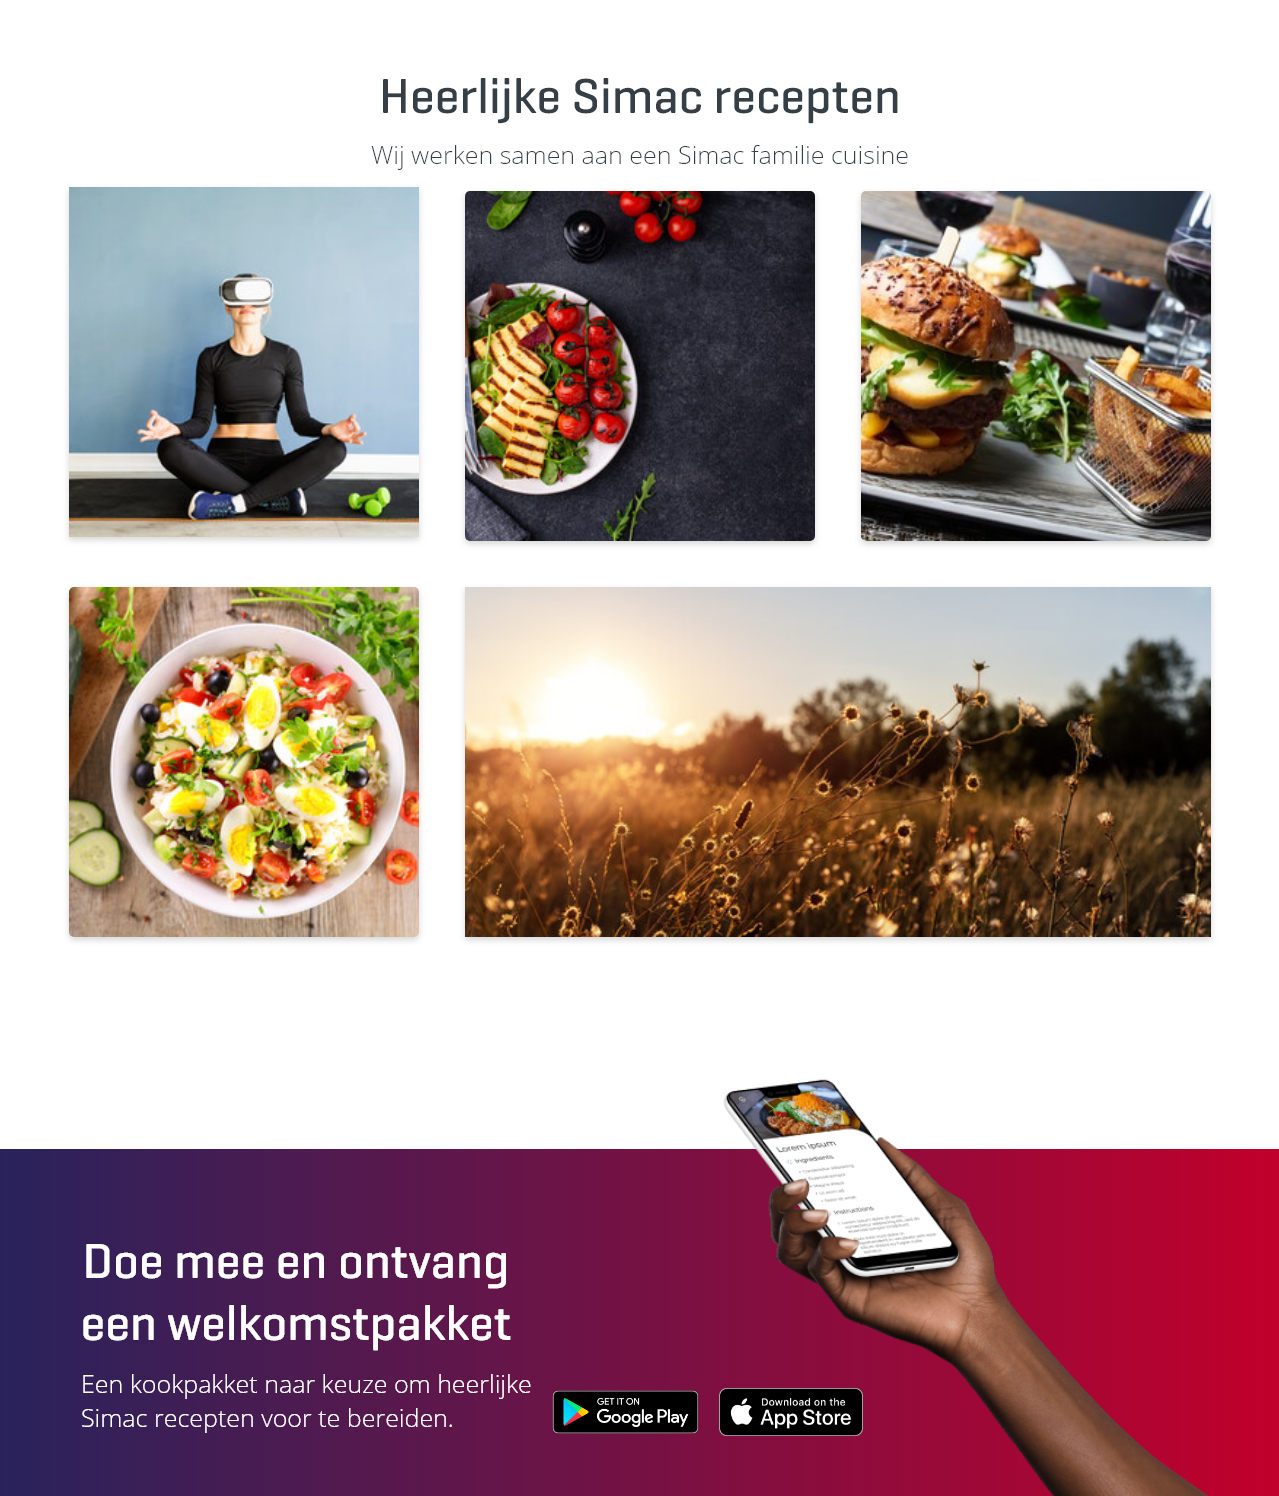 Heerlijke Simac recepten
Wij werken samen aan een Simac familie cuisine
Lorem ipsum
Ingredients
Instructions
Doe mee en ontvang
een welkomstpakket
Een kookpakket naar keuze om heerlijke
Simac recepten voor te bereiden.
GET IT ON
Google Play
Download on the
App Store